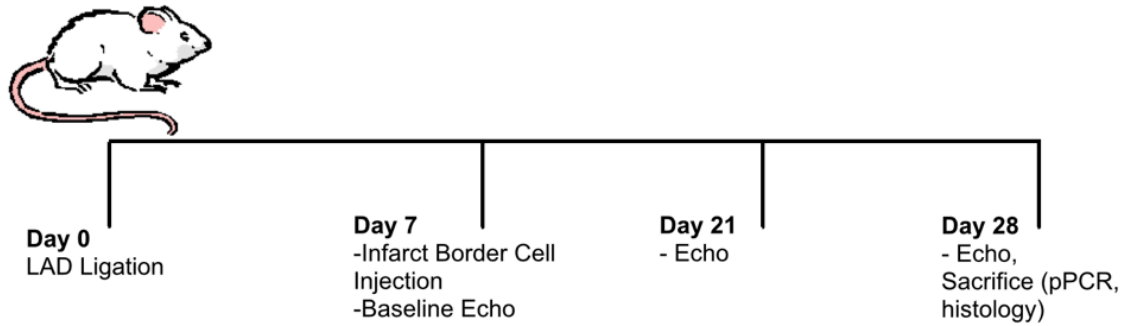 Day 0
LAD Ligation
Day 7
-Infarct Border Cell
Injection
-Baseline Echo
Day 21
- Echo
Day 28
- Echo,
Sacrifice (pPCR,
histology)